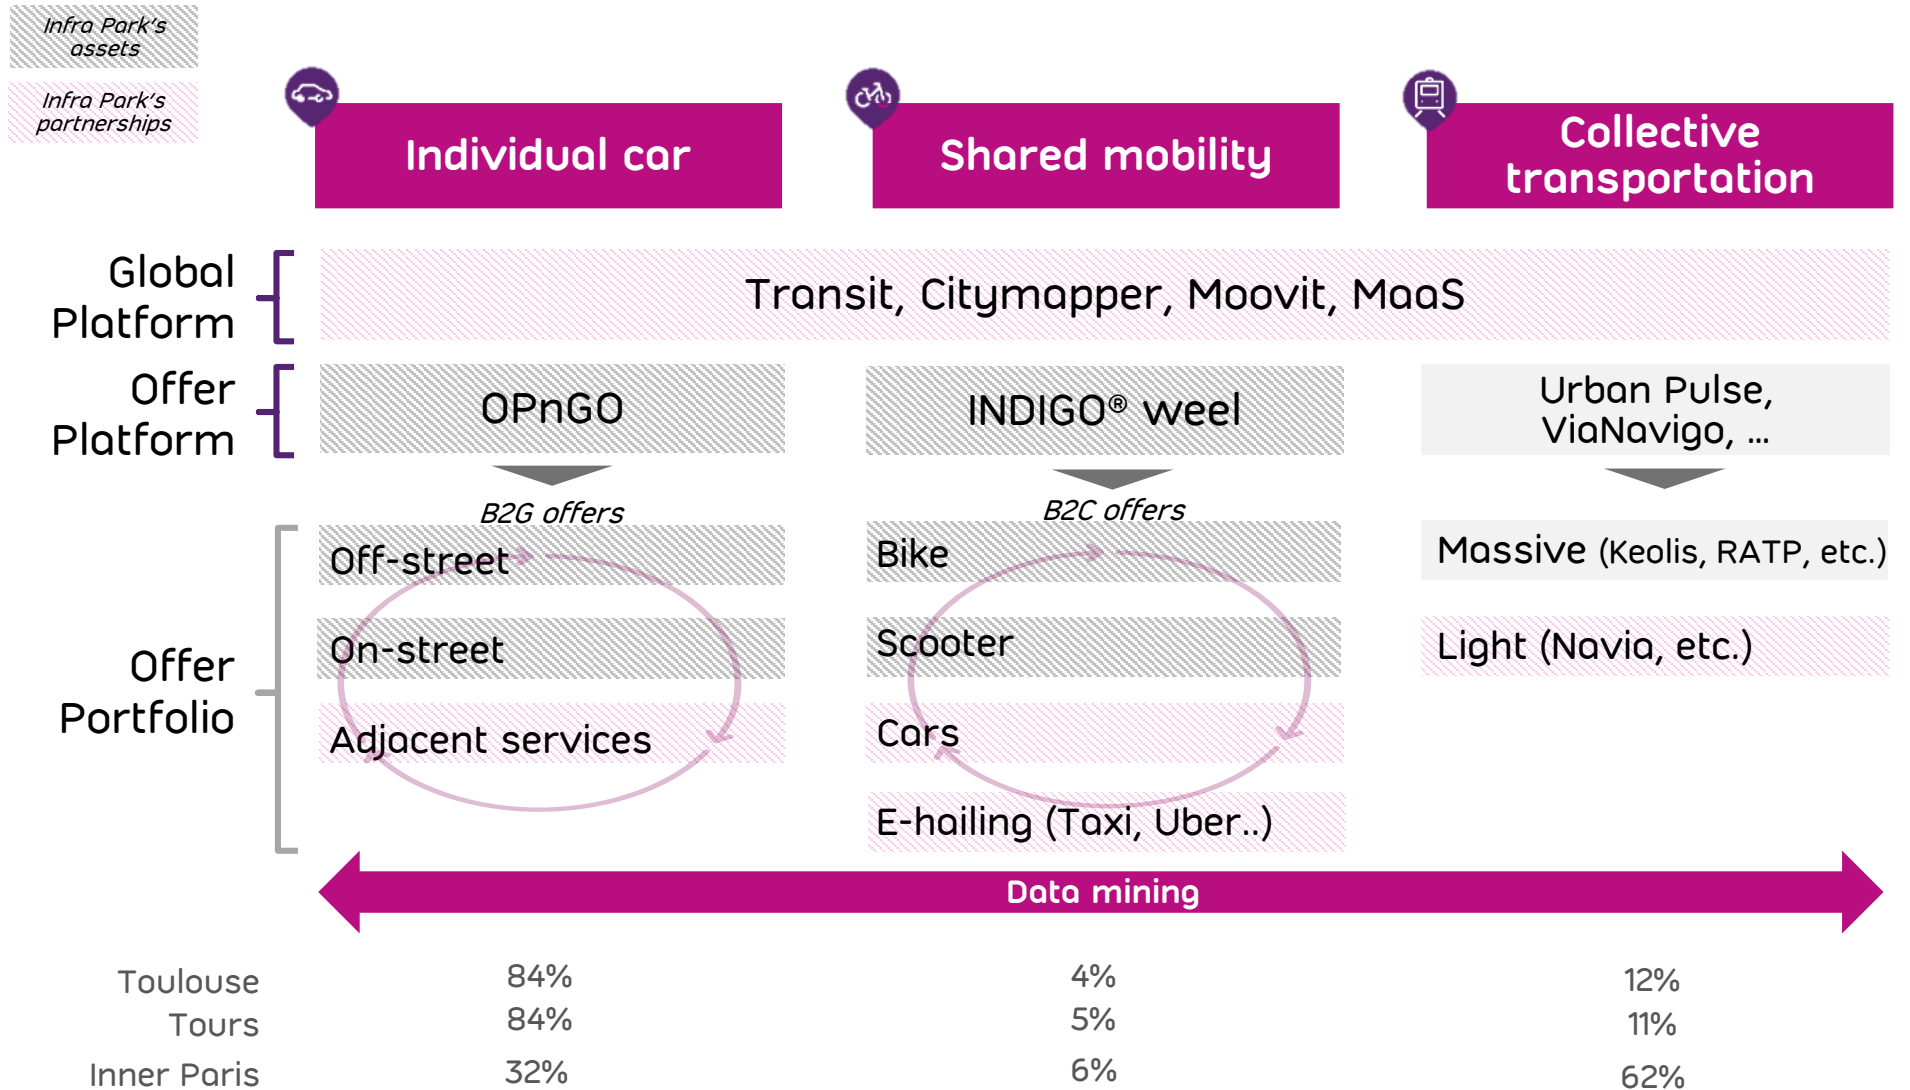 Infra Park's
assets
Infra Park's
partnerships
Individual car
Shared mobility
Collective
transportation
Global
Platform
Transit, Citymapper, Moovit, MaaS
Offer
Platform
OPnGO
INDIGO® weel
Urban Pulse,
ViaNavigo, ...
B2G offers
B2C offers
Offer
Portfolio
Off-street
On-street
Adjacent services
Bike
Scooter
Cars
E-hailing (Taxi, Uber..)
Massive (Keolis, RATP, etc.)
Light (Navia, etc.)
Data mining
Toulouse 84% 4% 12%
Tours 84% 5% 11%
Inner Paris 32% 6% 62%